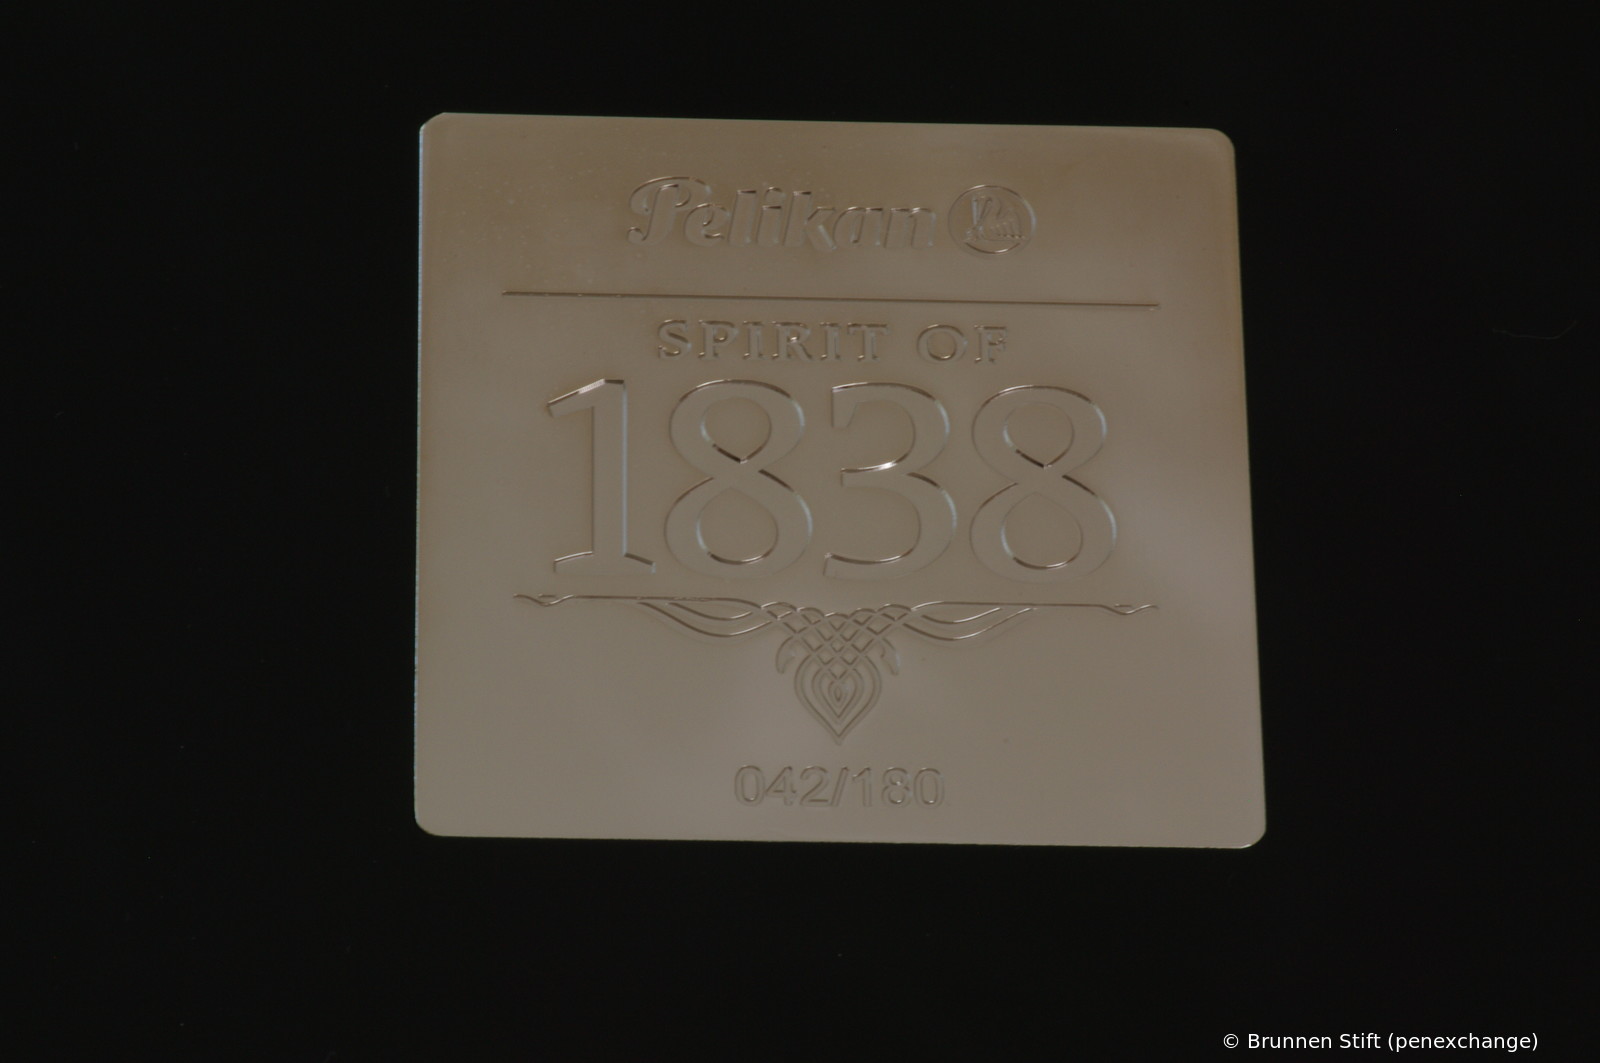 Pelikan
SPIRIT OF
1838
042/180
© Brunnen Stift (penexchange)